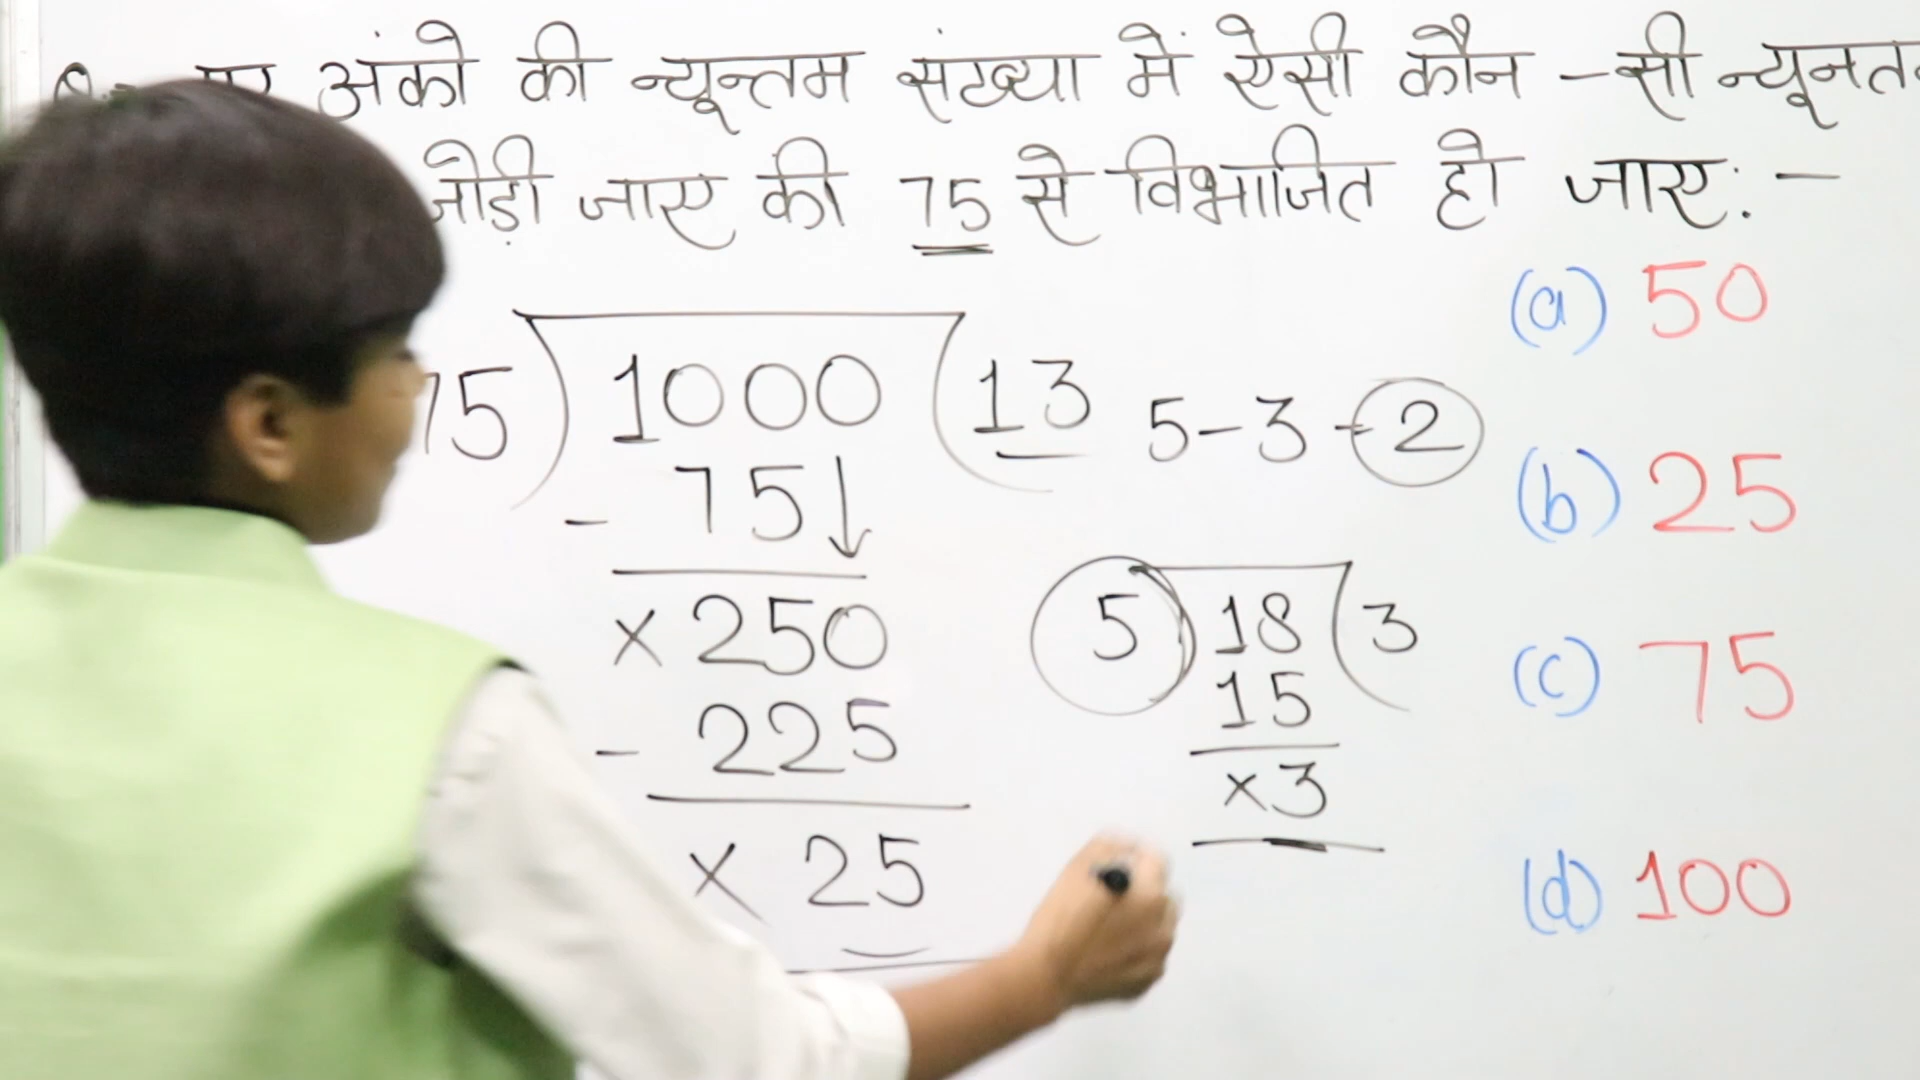 अंको की न्यून्तम संख्या में ऐसी कौन -सी
जोड़ी जाए की 75 से विभाजित हो जाए:-
75 ) 1000 ( 13
- 75↓
× 250
- 225
× 25
5-3-2
5 ) 18 ( 3
15
×3
(a) 50
(b) 25
(c) 75
(d) 100